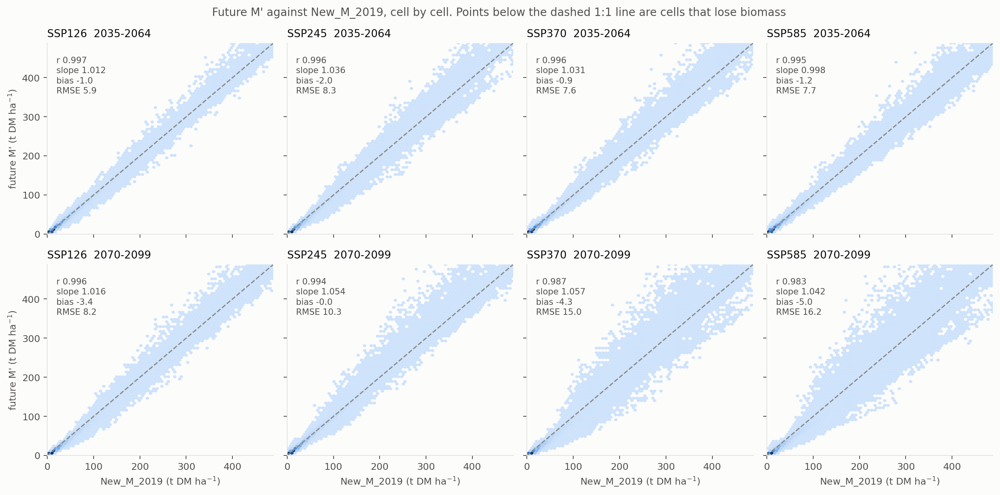 Future M' against New_M_2019, cell by cell. Points below the dashed 1:1 line are cells that lose biomass
SSP126 2035-2064
r 0.997
slope 1.012
bias -1.0
RMSE 5.9
future M' (t DM ha⁻¹)
400
300
200
100
0
SSP245 2035-2064
r 0.996
slope 1.036
bias -2.0
RMSE 8.3
SSP370 2035-2064
r 0.996
slope 1.031
bias -0.9
RMSE 7.6
SSP585 2035-2064
r 0.995
slope 0.998
bias -1.2
RMSE 7.7
SSP126 2070-2099
r 0.996
slope 1.016
bias -3.4
RMSE 8.2
future M' (t DM ha⁻¹)
400
300
200
100
0
0 100 200 300 400
New_M_2019 (t DM ha⁻¹)
SSP245 2070-2099
r 0.994
slope 1.054
bias -0.0
RMSE 10.3
0 100 200 300 400
New_M_2019 (t DM ha⁻¹)
SSP370 2070-2099
r 0.987
slope 1.057
bias -4.3
RMSE 15.0
0 100 200 300 400
New_M_2019 (t DM ha⁻¹)
SSP585 2070-2099
r 0.983
slope 1.042
bias -5.0
RMSE 16.2
0 100 200 300 400
New_M_2019 (t DM ha⁻¹)